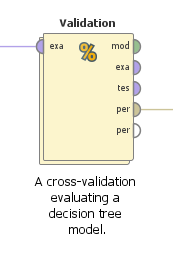 Validation
exa mod
exa
tes
per
per
A cross-validation
evaluating a
decision tree
model.